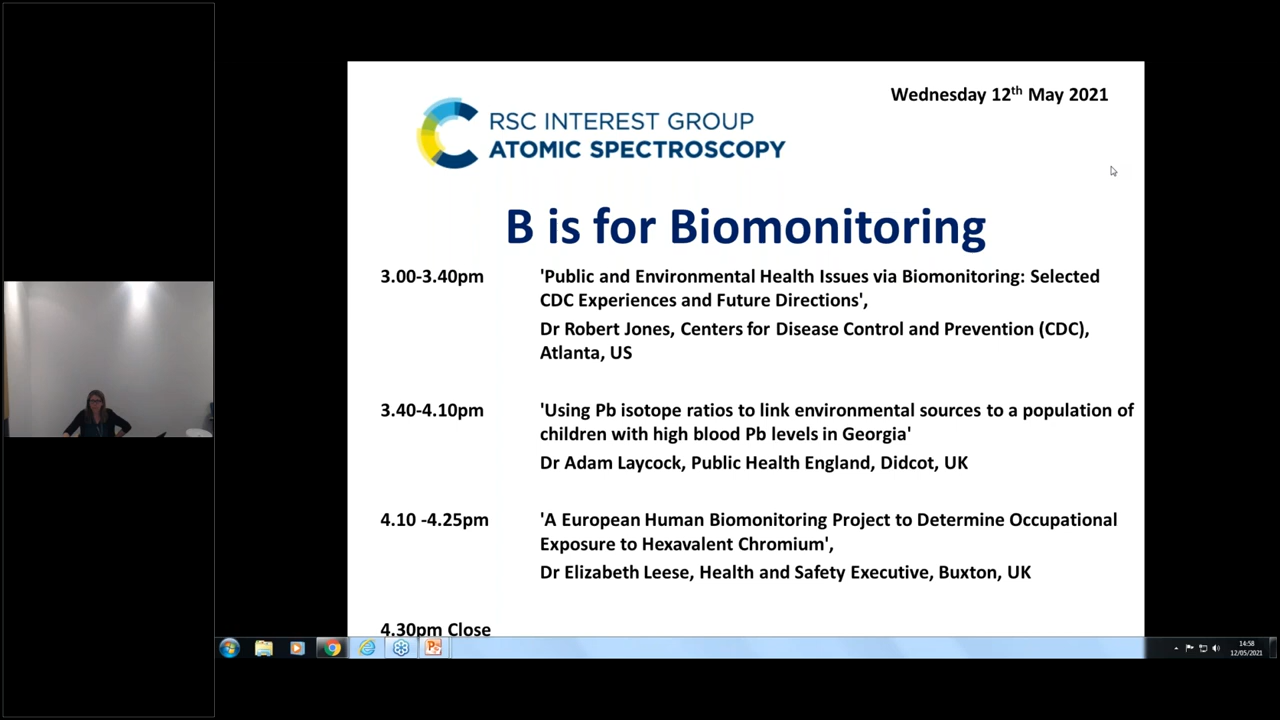 Wednesday 12th May 2021
RSC INTEREST GROUP
ATOMIC SPECTROSCOPY
B is for Biomonitoring
3.00-3.40pm
'Public and Environmental Health Issues via Biomonitoring: Selected
CDC Experiences and Future Directions',
Dr Robert Jones, Centers for Disease Control and Prevention (CDC),
Atlanta, US
3.40-4.10pm
'Using Pb isotope ratios to link environmental sources to a population of
children with high blood Pb levels in Georgia'
Dr Adam Laycock, Public Health England, Didcot, UK
4.10 -4.25pm
'A European Human Biomonitoring Project to Determine Occupational
Exposure to Hexavalent Chromium',
Dr Elizabeth Leese, Health and Safety Executive, Buxton, UK
4.30pm Close
14:58
12/05/2021